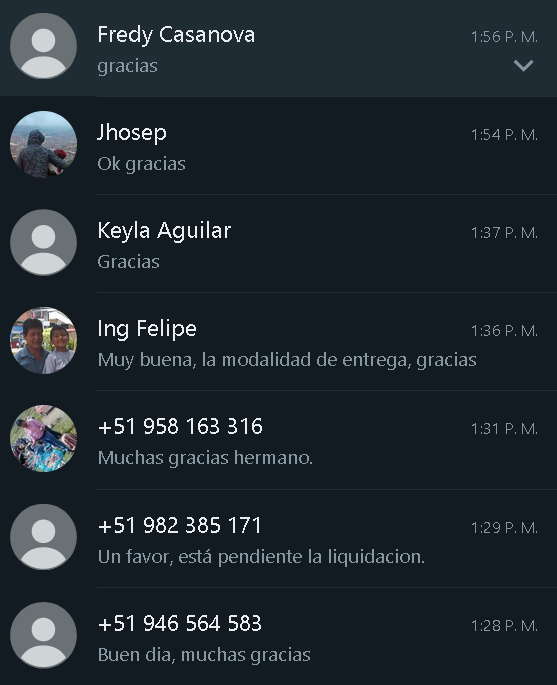 Fredy Casanova 1:56 P. M.
gracias
Jhosep 1:54 P. M.
Ok gracias
Keyla Aguilar 1:37 P. M.
Gracias
Ing Felipe 1:36 P. M.
Muy buena, la modalidad de entrega, gracias
+51 958 163 316 1:31 P. M.
Muchas gracias hermano.
+51 982 385 171 1:29 P. M.
Un favor, está pendiente la liquidacion.
+51 946 564 583 1:28 P. M.
Buen dia, muchas gracias